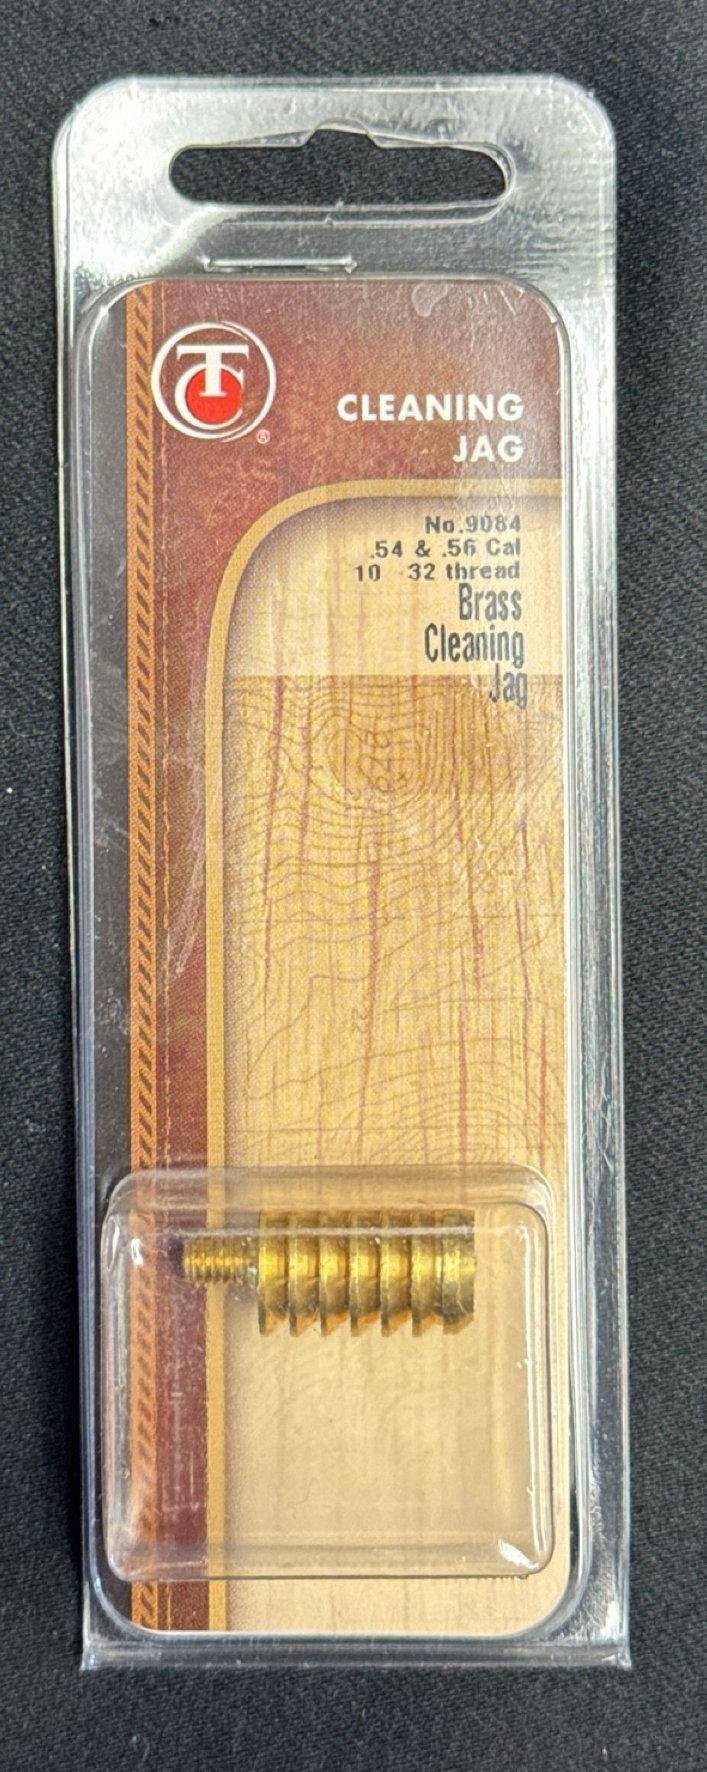 TC
®
CLEANING
JAG
No.9084
.54 & .56 Cal
10 32 thread
Brass
Cleaning
Jag